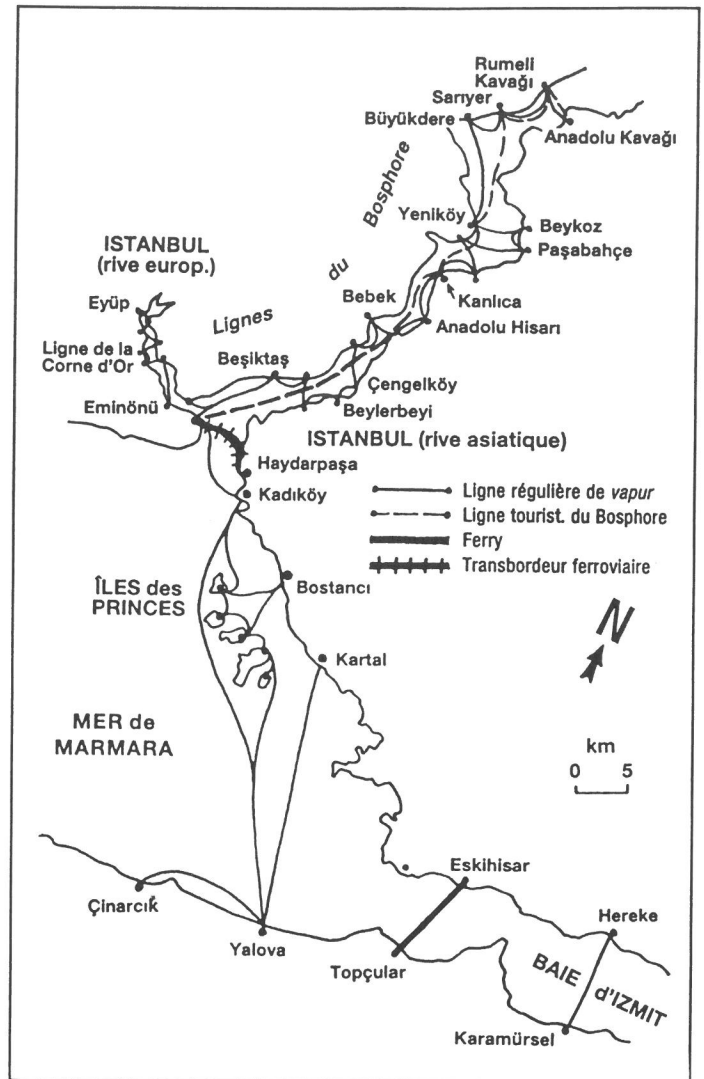 Rumeli
Kavağı
Sarıyer
Büyükdere
Anadolu Kavağı
Bosphore
Yeniköy
Beykoz
Paşabahçe
ISTANBUL
(rive europ.)
du
Eyüp
Lignes
Bebek
Kanlıca
Anadolu Hisarı
Ligne de la
Corne d'Or
Beşiktaş
Çengelköy
Eminönü
Beylerbeyi
ISTANBUL (rive asiatique)
Haydarpaşa
Kadıköy
Ligne régulière de vapur
Ligne tourist. du Bosphore
Ferry
Transbordeur ferroviaire
ÎLES des
PRINCES
Bostancı
N
Kartal
MER de
MARMARA
km
0 5
Eskihisar
Çinarcık
Hereke
Yalova
Topçular
BAIE
d'IZMIT
Karamürsel